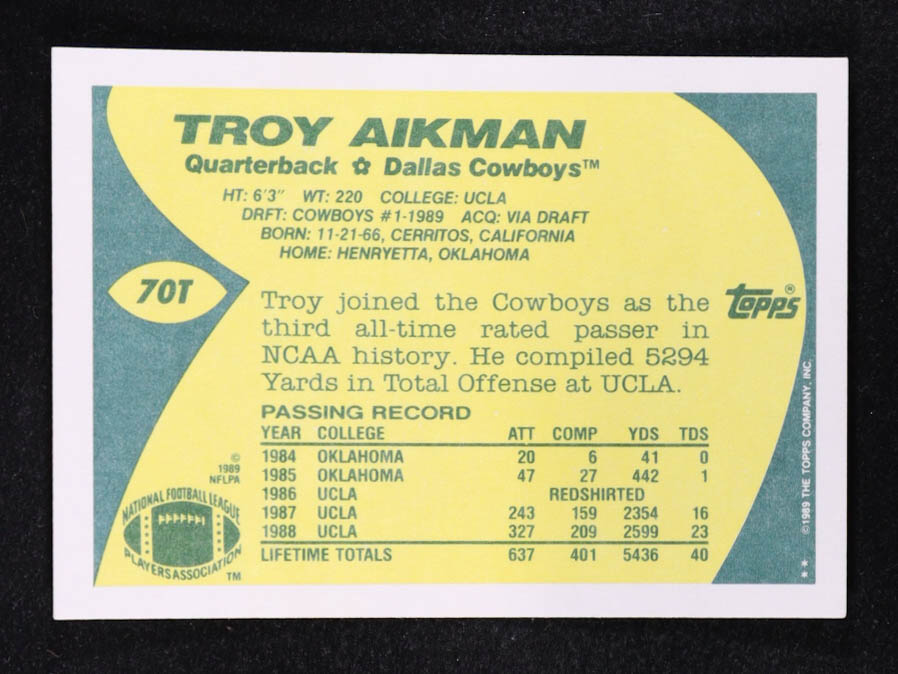 TROY AIKMAN
Quarterback ✿ Dallas Cowboys™
HT: 6'3" WT: 220 COLLEGE: UCLA
DRFT: COWBOYS #1-1989 ACQ: VIA DRAFT
BORN: 11-21-66, CERRITOS, CALIFORNIA
HOME: HENRYETTA, OKLAHOMA
70T
topps®
Troy joined the Cowboys as the
third all-time rated passer in
NCAA history. He compiled 5294
Yards in Total Offense at UCLA.
PASSING RECORD
YEAR COLLEGE ATT COMP YDS TDS
1984 OKLAHOMA 20 6 41 0
1985 OKLAHOMA 47 27 442 1
1986 UCLA REDSHIRTED
1987 UCLA 243 159 2354 16
1988 UCLA 327 209 2599 23
LIFETIME TOTALS 637 401 5436 40
©
1989
NFLPA
NATIONAL FOOTBALL LEAGUE
PLAYERS ASSOCIATION
TM
** ©1989 THE TOPPS COMPANY, INC.